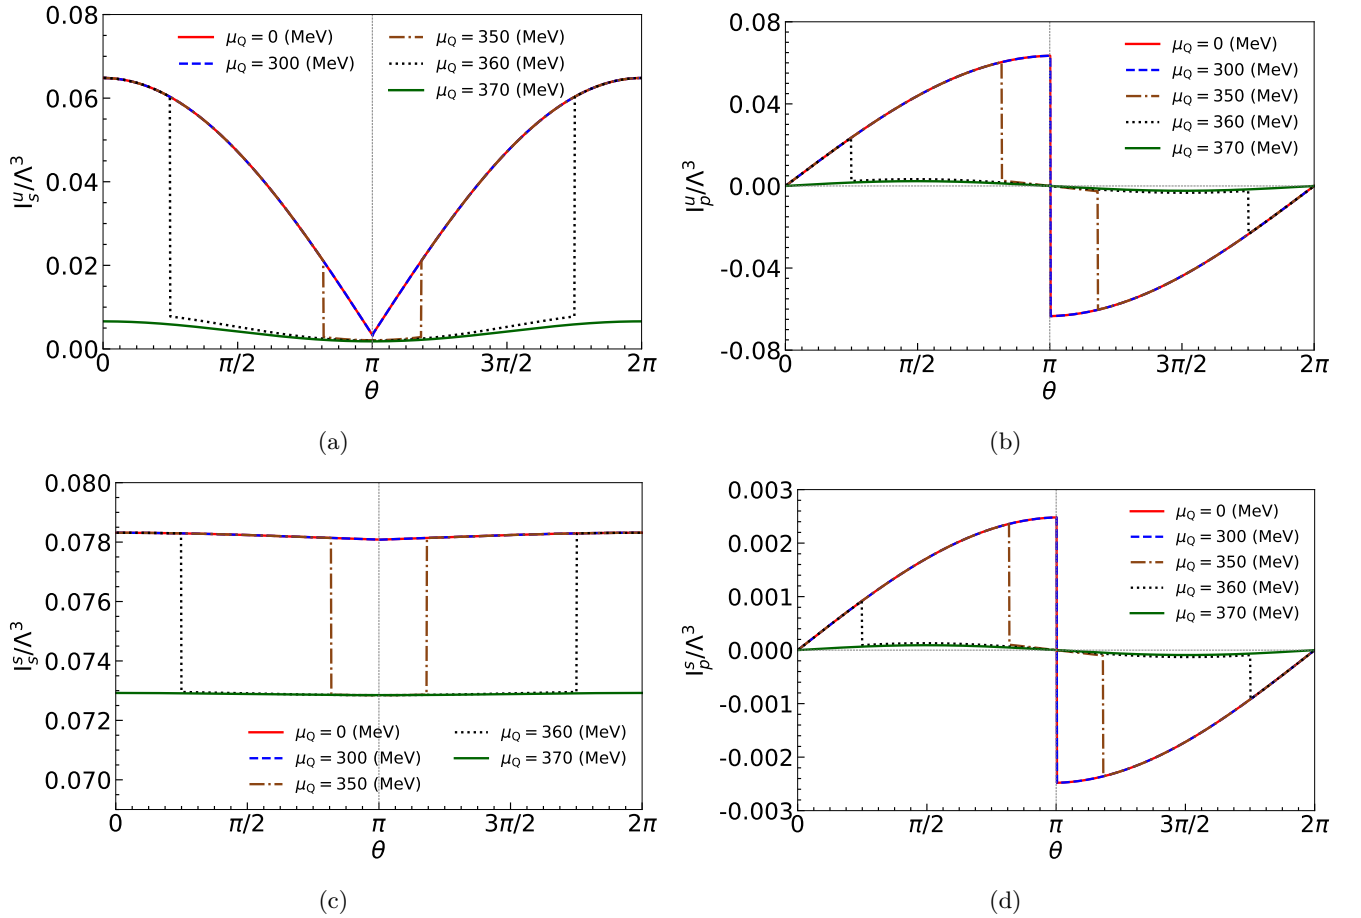 0.08
0.06
0.04
0.02
0.00
I_s^u/Λ^3
μ_Q = 0 (MeV)
μ_Q = 300 (MeV)
μ_Q = 350 (MeV)
μ_Q = 360 (MeV)
μ_Q = 370 (MeV)
0 π/2 π 3π/2 2π
θ
(a)
0.08
0.04
0.00
-0.04
-0.08
I_p^u/Λ^3
μ_Q = 0 (MeV)
μ_Q = 300 (MeV)
μ_Q = 350 (MeV)
μ_Q = 360 (MeV)
μ_Q = 370 (MeV)
0 π/2 π 3π/2 2π
θ
(b)
0.080
0.078
0.076
0.074
0.072
0.070
I_s^s/Λ^3
μ_Q = 0 (MeV)
μ_Q = 300 (MeV)
μ_Q = 350 (MeV)
μ_Q = 360 (MeV)
μ_Q = 370 (MeV)
0 π/2 π 3π/2 2π
θ
(c)
0.003
0.002
0.001
0.000
-0.001
-0.002
-0.003
I_p^s/Λ^3
μ_Q = 0 (MeV)
μ_Q = 300 (MeV)
μ_Q = 350 (MeV)
μ_Q = 360 (MeV)
μ_Q = 370 (MeV)
0 π/2 π 3π/2 2π
θ
(d)